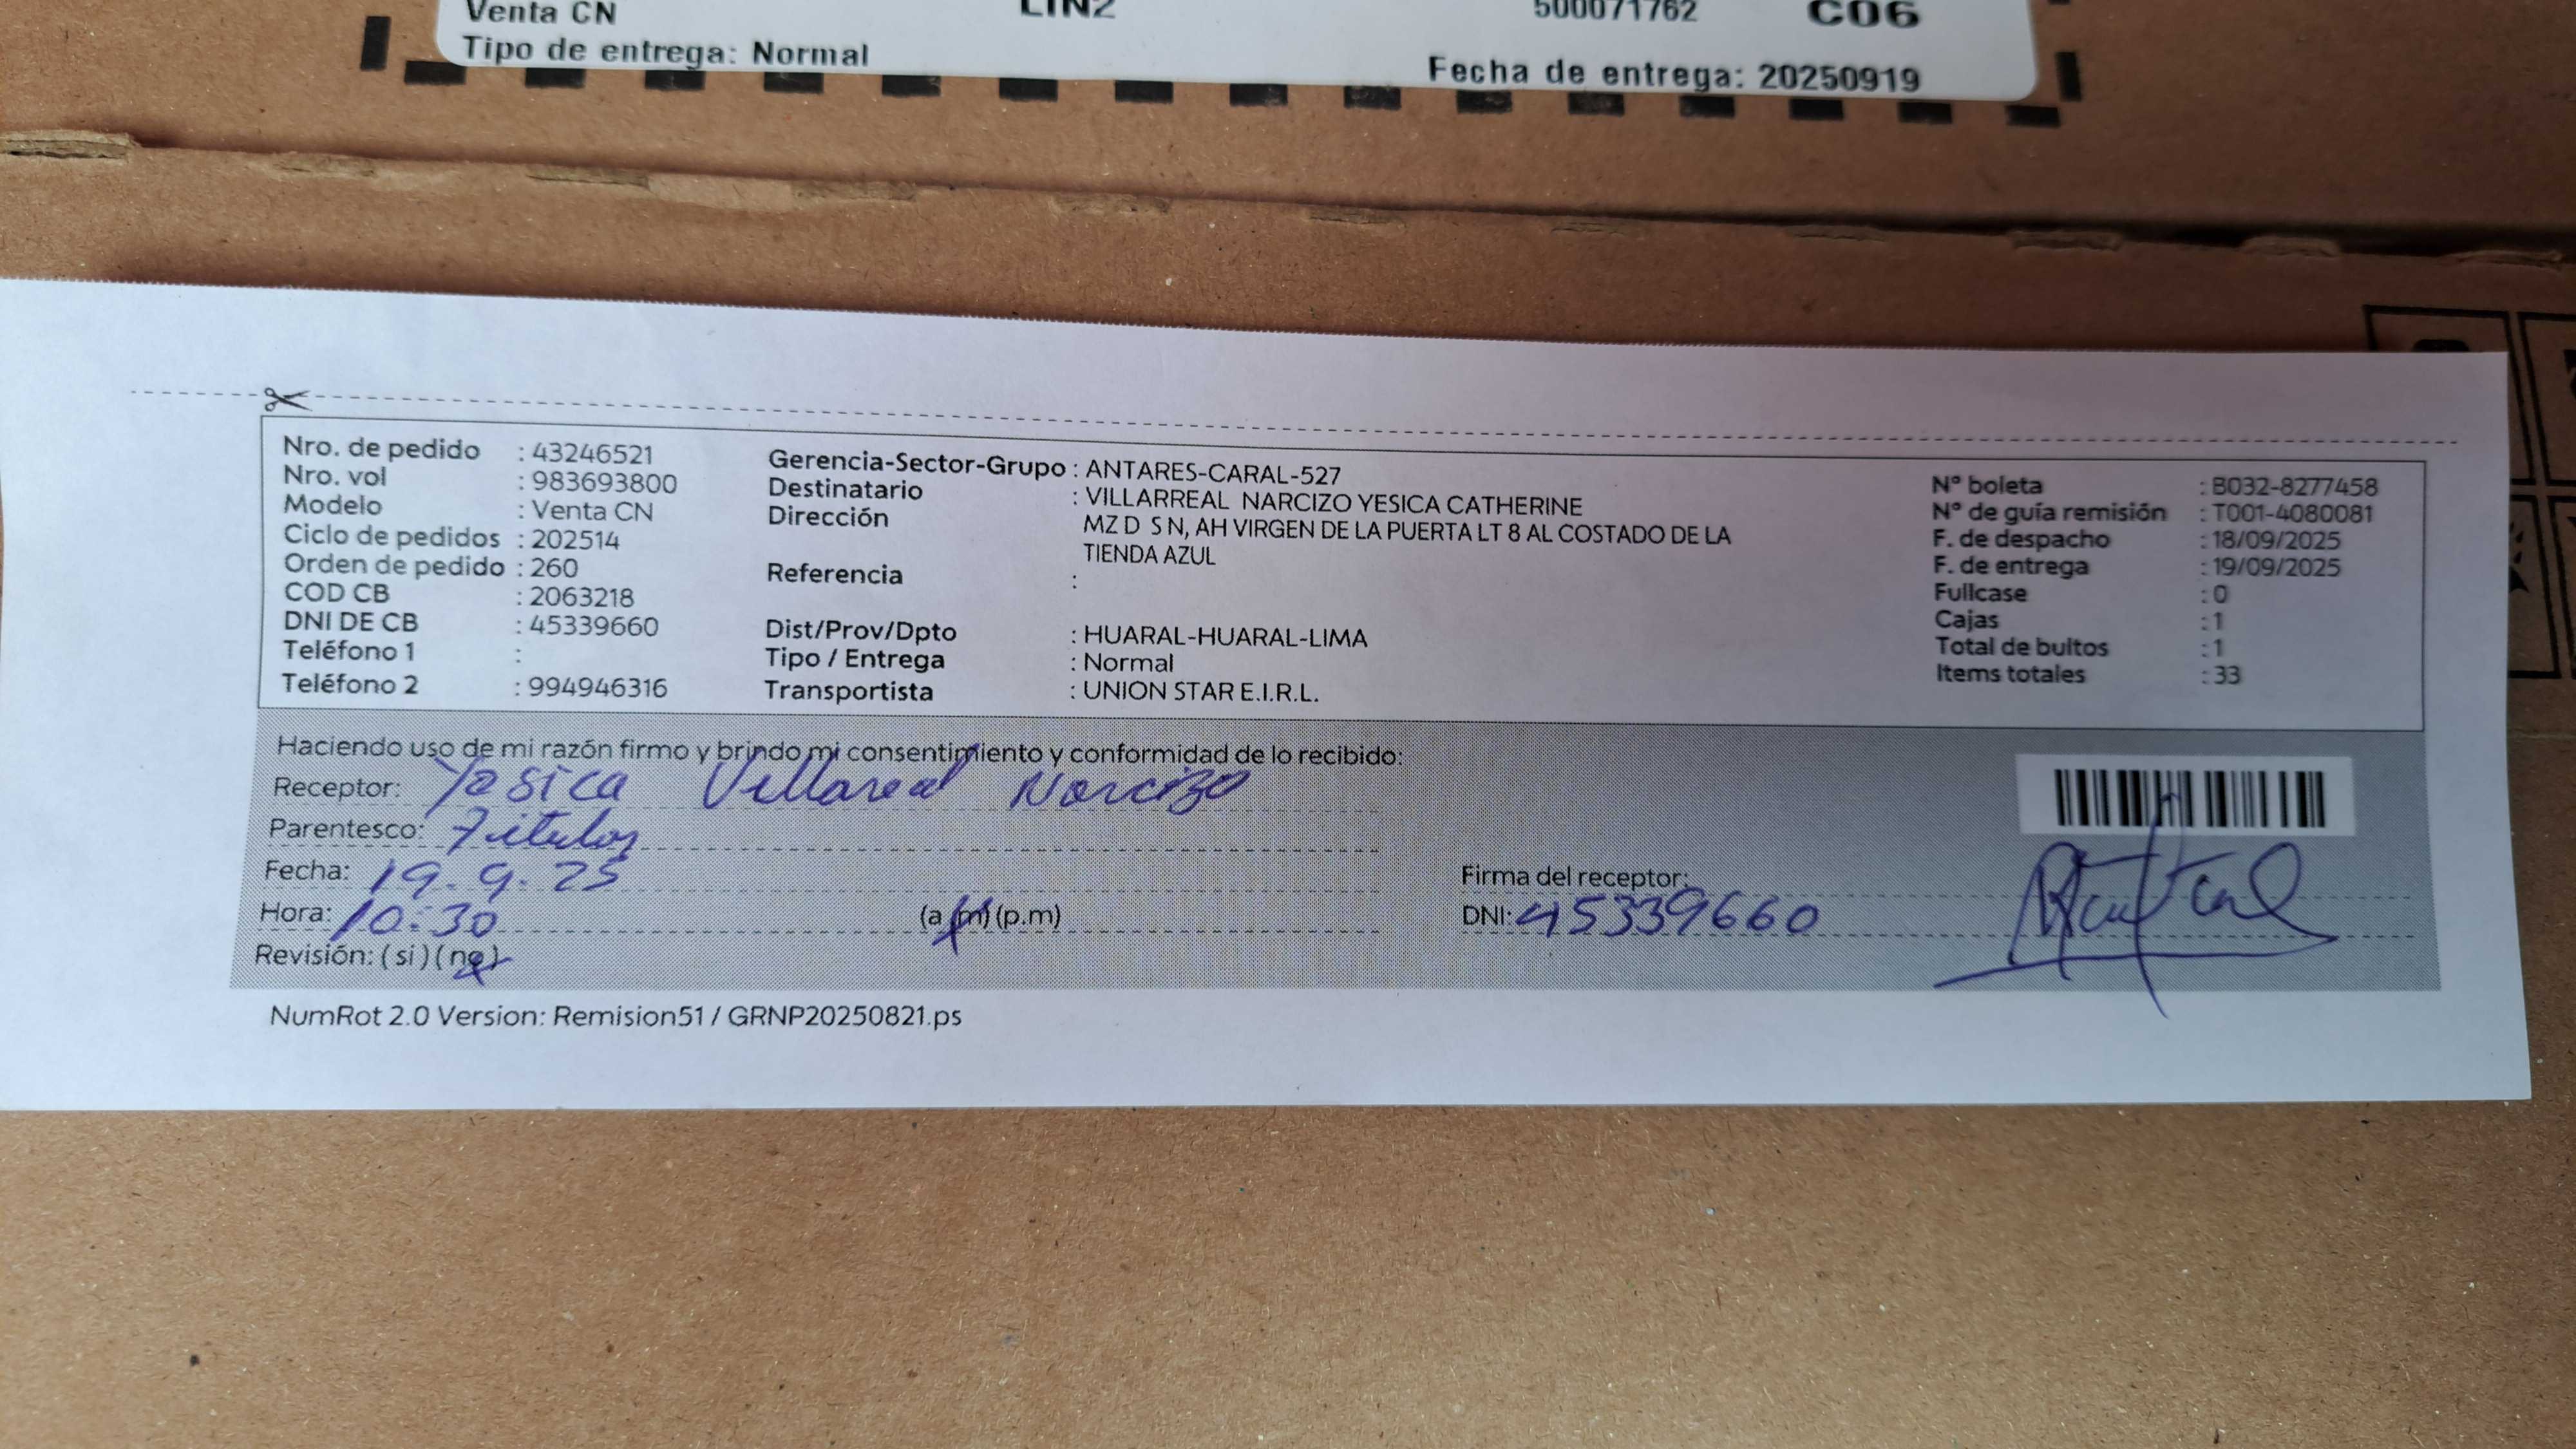 Venta CN LIN2 500071762 C06
Tipo de entrega: Normal
Fecha de entrega: 20250919
Nro. de pedido : 43246521
Nro. vol : 983693800
Modelo : Venta CN
Ciclo de pedidos : 202514
Orden de pedido : 260
COD CB : 2063218
DNI DE CB : 45339660
Teléfono 1 :
Teléfono 2 : 994946316
Gerencia-Sector-Grupo : ANTARES-CARAL-527
Destinatario : VILLARREAL NARCIZO YESICA CATHERINE
Dirección MZ D S N, AH VIRGEN DE LA PUERTA LT 8 AL COSTADO DE LA
TIENDA AZUL
Referencia :
Dist/Prov/Dpto : HUARAL-HUARAL-LIMA
Tipo / Entrega : Normal
Transportista : UNION STAR E.I.R.L.
N° boleta : B032-8277458
N° de guía remisión : T001-4080081
F. de despacho : 18/09/2025
F. de entrega : 19/09/2025
Fullcase : 0
Cajas : 1
Total de bultos : 1
Items totales : 33
Haciendo uso de mi razón firmo y brindo mi consentimiento y conformidad de lo recibido:
Receptor: Yesica Villareal Narcizo
Parentesco: Titular
Fecha: 19.9.25
Hora: 10:30 (a.m) (p.m)
Revisión: (si) (no)
Firma del receptor:
DNI: 45339660
NumRot 2.0 Version: Remision51 / GRNP20250821.ps